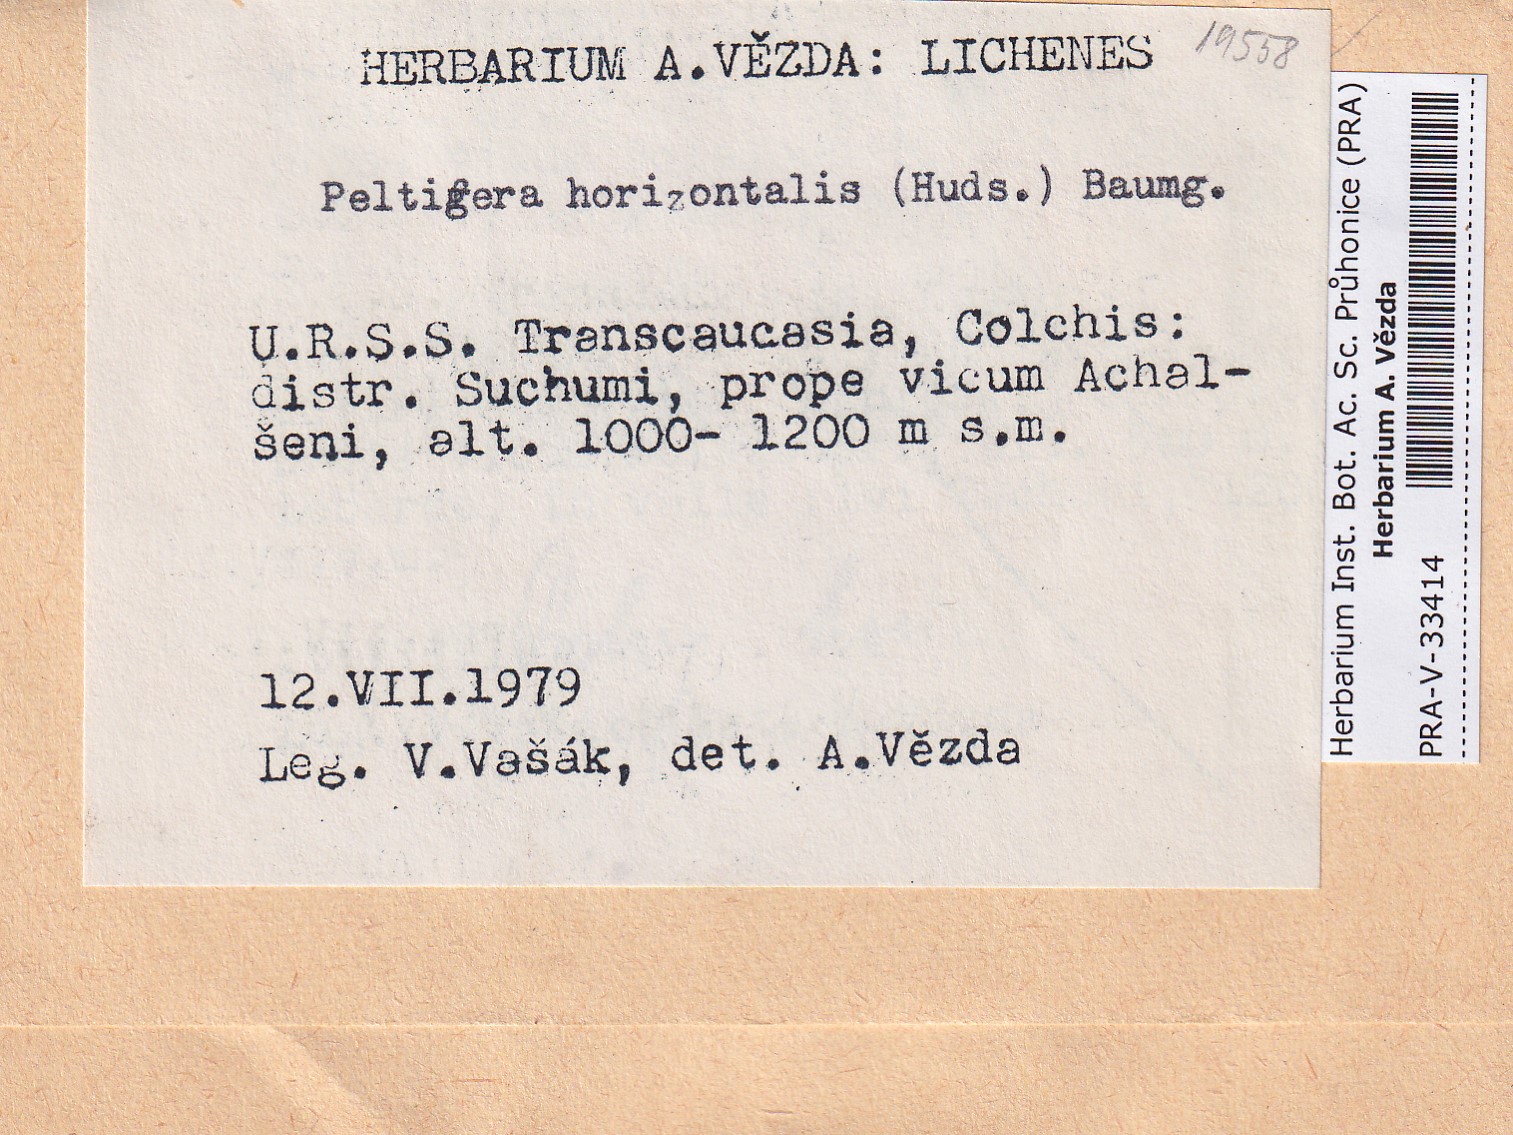 19558
HERBARIUM A.VĚZDA: LICHENES
Peltigera horizontalis (Huds.) Baumg.
U.R.S.S. Transcaucasia, Colchis:
distr. Suchumi, prope vicum Achal-
šeni, alt. 1000- 1200 m s.m.
12.VII.1979
Leg. V.Vašák, det. A.Vězda
Herbarium Inst. Bot. Ac. Sc. Průhonice (PRA)
Herbarium A. Vězda
PRA-V-33414